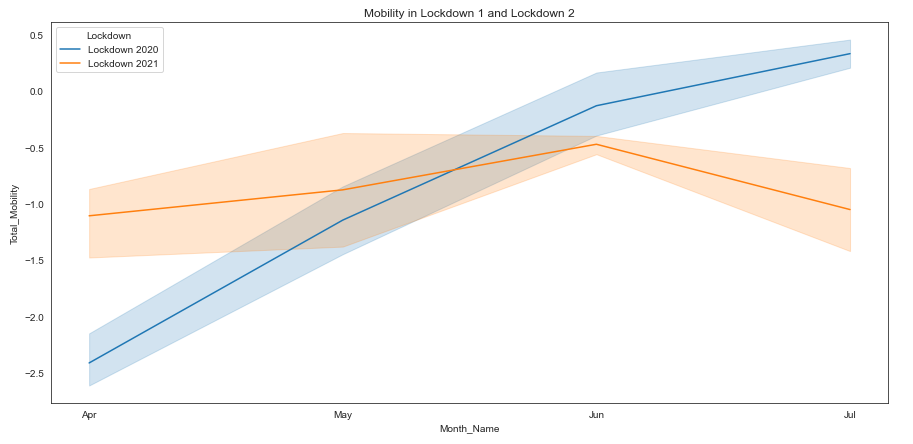 Mobility in Lockdown 1 and Lockdown 2
Lockdown
Lockdown 2020
Lockdown 2021
0.5
0.0
−0.5
−1.0
−1.5
−2.0
−2.5
Total_Mobility
Apr
May
Jun
Jul
Month_Name